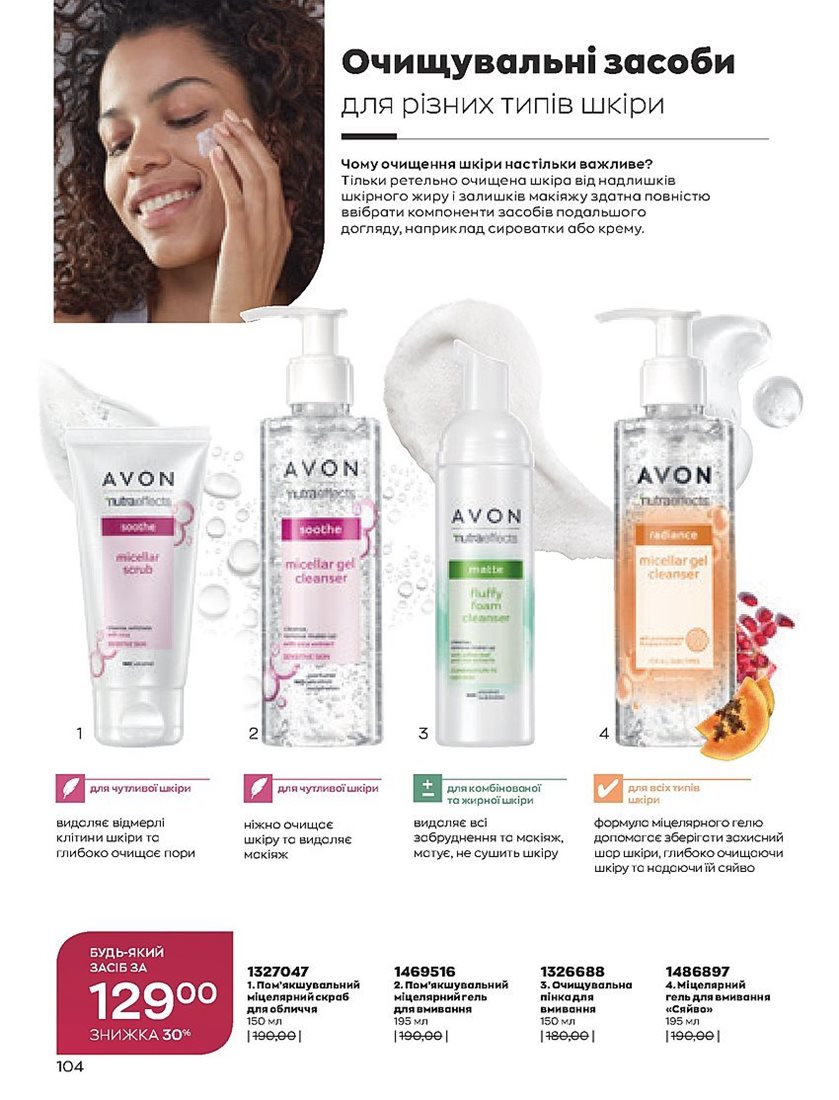 Очищувальні засоби
для різних типів шкіри
Чому очищення шкіри настільки важливе?
Тільки ретельно очищена шкіра від надлишків
шкірного жиру і залишків макіяжу здатна повністю
ввібрати компоненти засобів подальшого
догляду, наприклад сироватки або крему.
AVON
nutraeffects
soothe
micellar
scrub
SENSITIVE SKIN
AVON
nutraeffects
soothe
micellar gel
cleanser
SENSITIVE SKIN
AVON
nutraeffects
matte
fluffy
foam
cleanser
AVON
nutraeffects
radiance
micellar gel
cleanser
1
2
3
4
для чутливої шкіри
видаляє відмерлі
клітини шкіри та
глибоко очищає пори
для чутливої шкіри
ніжно очищає
шкіру та видаляє
макіяж
±
для комбінованої
та жирної шкіри
видаляє всі
забруднення та макіяж,
матує, не сушить шкіру
для всіх типів
шкіри
формула міцелярного гелю
допомагає зберігати захисний
шар шкіри, глибоко очищаючи
шкіру та надаючи їй сяйво
БУДЬ-ЯКИЙ
ЗАСІБ ЗА
129⁰⁰
ЗНИЖКА 30%
1327047
1. Пом’якшувальний
міцелярний скраб
для обличчя
150 мл
|190,00|
1469516
2. Пом’якшувальний
міцелярний гель
для вмивання
195 мл
|190,00|
1326688
3. Очищувальна
пінка для
вмивання
150 мл
|180,00|
1486897
4. Міцелярний
гель для вмивання
«Сяйво»
195 мл
|190,00|
104